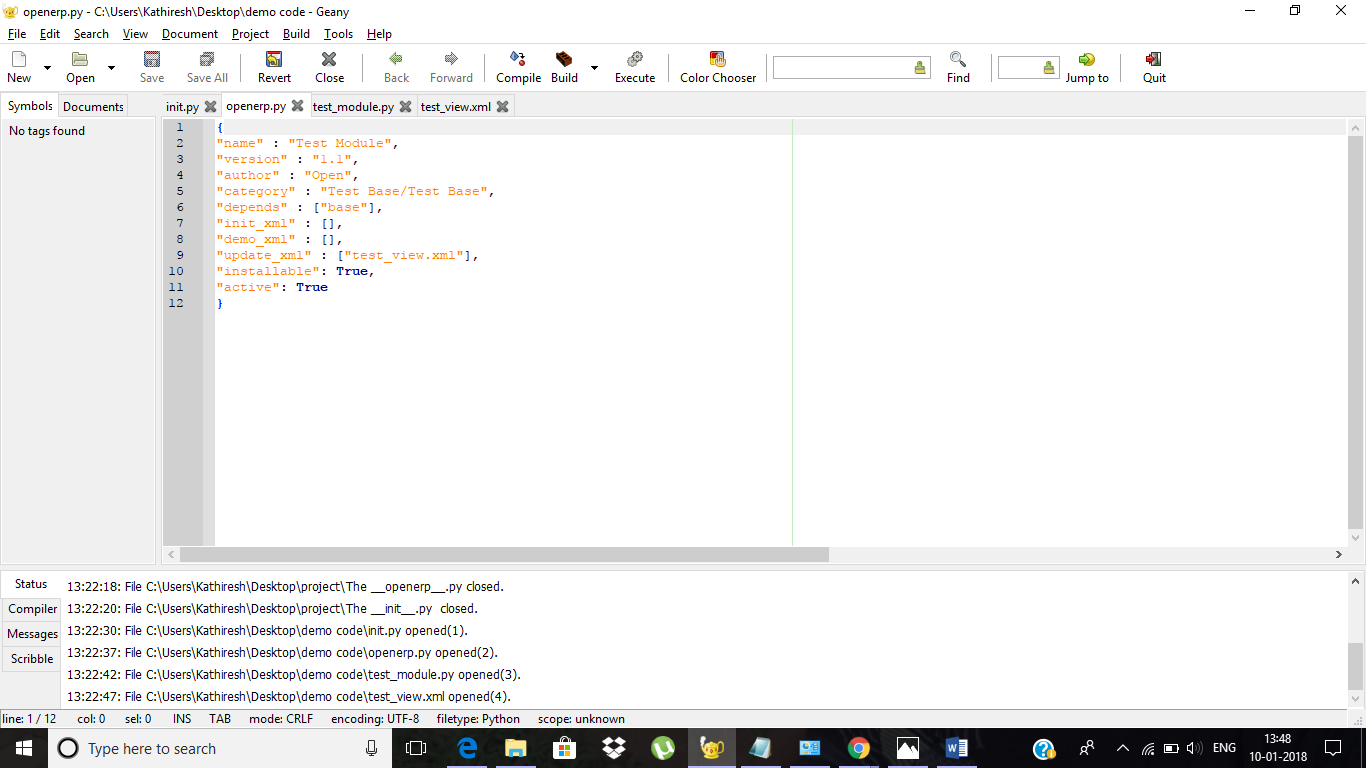 openerp.py - C:\Users\Kathiresh\Desktop\demo code - Geany
File Edit Search View Document Project Build Tools Help
New Open Save Save All Revert Close Back Forward Compile Build Execute Color Chooser Find Jump to Quit
Symbols Documents init.py openerp.py test_module.py test_view.xml
No tags found
1 {
2 "name" : "Test Module",
3 "version" : "1.1",
4 "author" : "Open",
5 "category" : "Test Base/Test Base",
6 "depends" : ["base"],
7 "init_xml" : [],
8 "demo_xml" : [],
9 "update_xml" : ["test_view.xml"],
10 "installable": True,
11 "active": True
12 }
Status
Compiler
Messages
Scribble
13:22:18: File C:\Users\Kathiresh\Desktop\project\The __openerp__.py closed.
13:22:20: File C:\Users\Kathiresh\Desktop\project\The __init__.py  closed.
13:22:30: File C:\Users\Kathiresh\Desktop\demo code\init.py opened(1).
13:22:37: File C:\Users\Kathiresh\Desktop\demo code\openerp.py opened(2).
13:22:42: File C:\Users\Kathiresh\Desktop\demo code\test_module.py opened(3).
13:22:47: File C:\Users\Kathiresh\Desktop\demo code\test_view.xml opened(4).
line: 1 / 12 col: 0 sel: 0 INS TAB mode: CRLF encoding: UTF-8 filetype: Python scope: unknown
Type here to search
ENG
13:48
10-01-2018